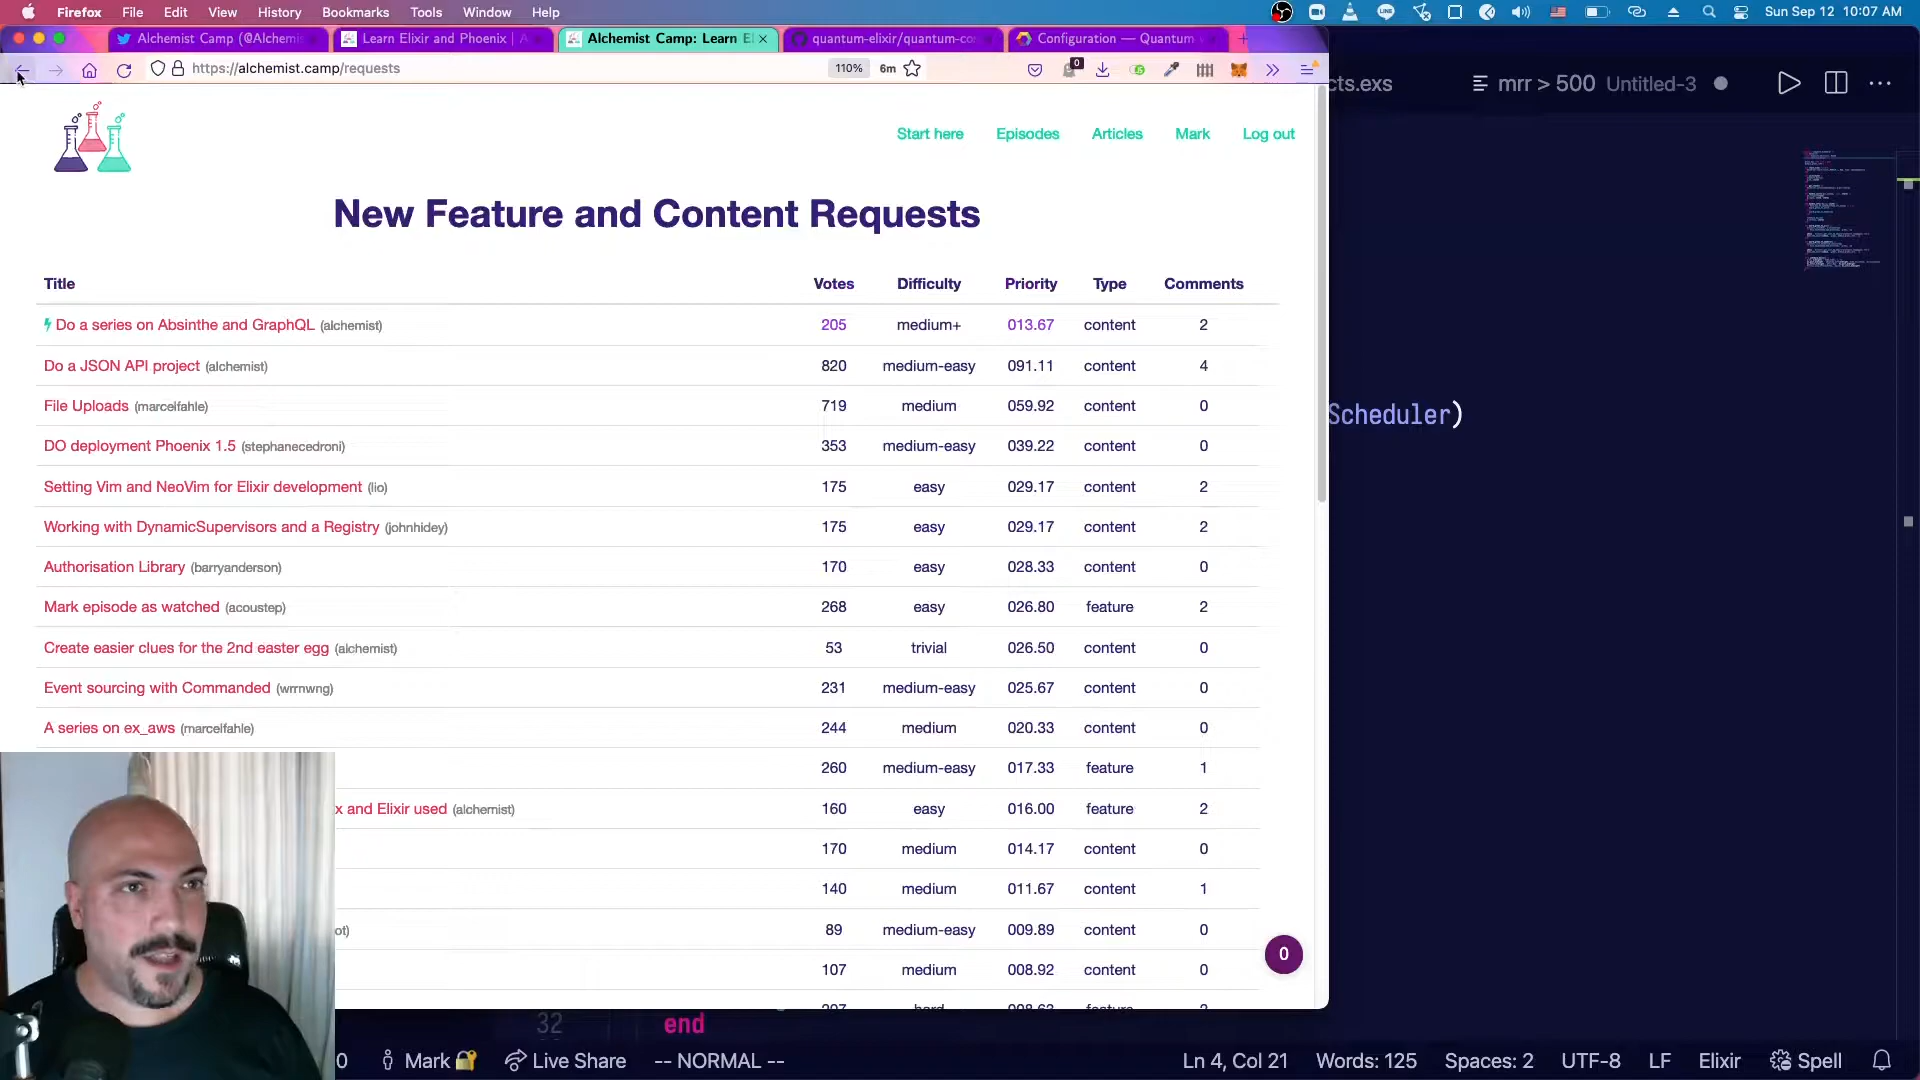 Firefox File Edit View History Bookmarks Tools Window Help
Sun Sep 12 10:07 AM
Alchemist Camp (@Alchemis
Learn Elixir and Phoenix | A
Alchemist Camp: Learn El
quantum-elixir/quantum-co
Configuration — Quantum
https://alchemist.camp/requests
110%
6m
0
cts.exs
mrr > 500 Untitled-3
Start here Episodes Articles Mark Log out
New Feature and Content Requests
Title Votes Difficulty Priority Type Comments
Do a series on Absinthe and GraphQL (alchemist) 205 medium+ 013.67 content 2
Do a JSON API project (alchemist) 820 medium-easy 091.11 content 4
File Uploads (marcelfahle) 719 medium 059.92 content 0
Scheduler)
DO deployment Phoenix 1.5 (stephanecedroni) 353 medium-easy 039.22 content 0
Setting Vim and NeoVim for Elixir development (lio) 175 easy 029.17 content 2
Working with DynamicSupervisors and a Registry (johnhidey) 175 easy 029.17 content 2
Authorisation Library (barryanderson) 170 easy 028.33 content 0
Mark episode as watched (acoustep) 268 easy 026.80 feature 2
Create easier clues for the 2nd easter egg (alchemist) 53 trivial 026.50 content 0
Event sourcing with Commanded (wrrnwng) 231 medium-easy 025.67 content 0
A series on ex_aws (marcelfahle) 244 medium 020.33 content 0
260 medium-easy 017.33 feature 1
x and Elixir used (alchemist) 160 easy 016.00 feature 2
170 medium 014.17 content 0
140 medium 011.67 content 1
ot) 89 medium-easy 009.89 content 0
0
107 medium 008.92 content 0
32 end
0 Mark Live Share -- NORMAL -- Ln 4, Col 21 Words: 125 Spaces: 2 UTF-8 LF Elixir Spell